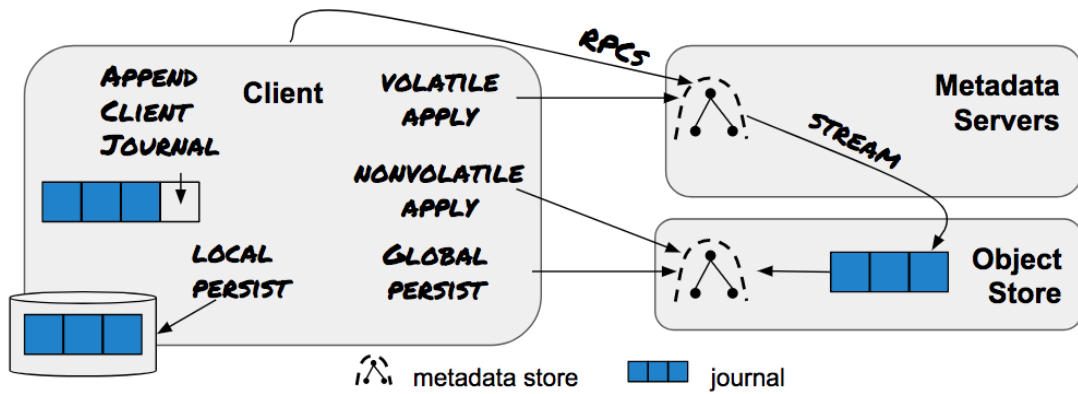 RPCs
APPEND
CLIENT
JOURNAL
Client
VOLATILE
APPLY
Metadata
Servers
STREAM
NONVOLATILE
APPLY
LOCAL
PERSIST
GLOBAL
PERSIST
Object
Store
metadata store
journal